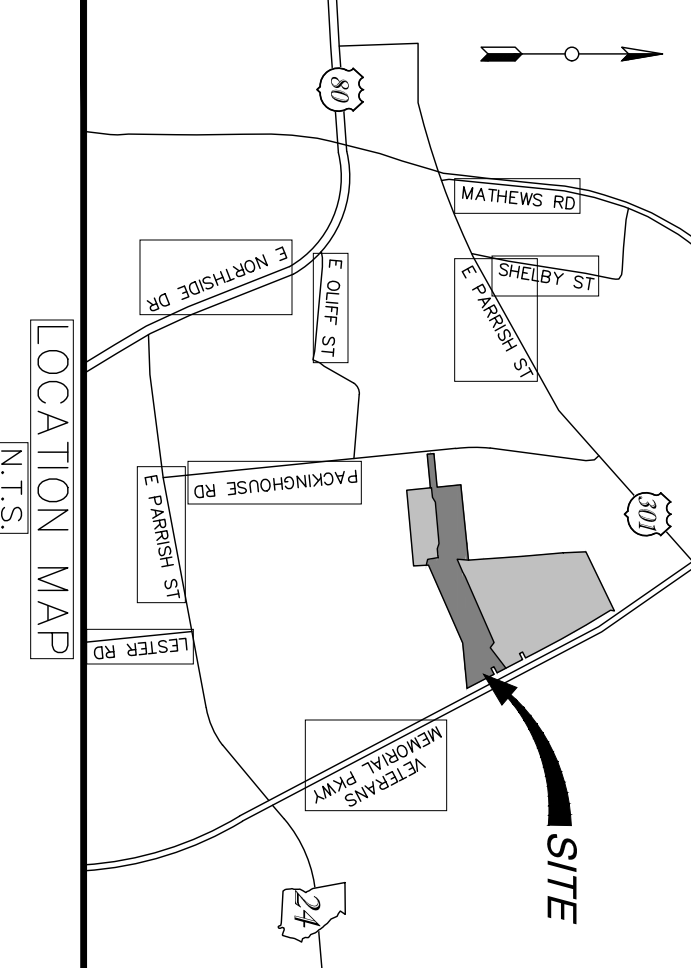 80
MATHEWS RD
SHELBY ST
E PARRISH ST
E NORTHSIDE DR
E OLIFF ST
PACKINGHOUSE RD
301
E PARRISH ST
LESTER RD
VETERANS
MEMORIAL PKWY
SITE
24
LOCATION MAP
N.T.S.